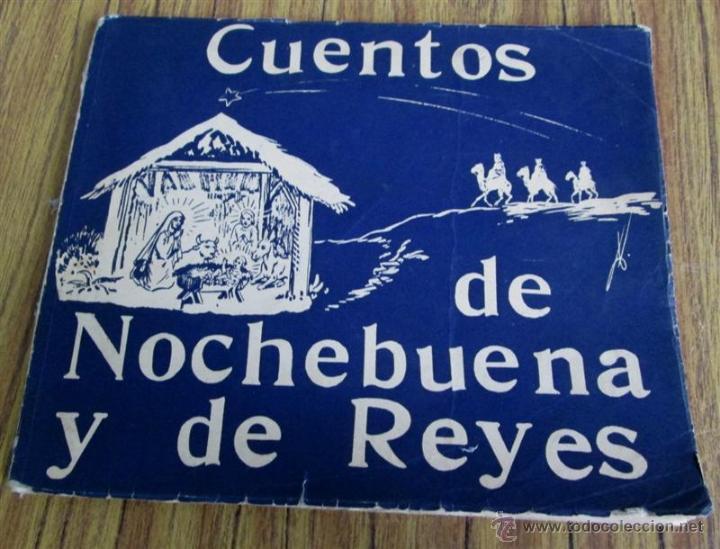 Cuentos
de
Nochebuena
y de Reyes
© www.todocoleccion.net